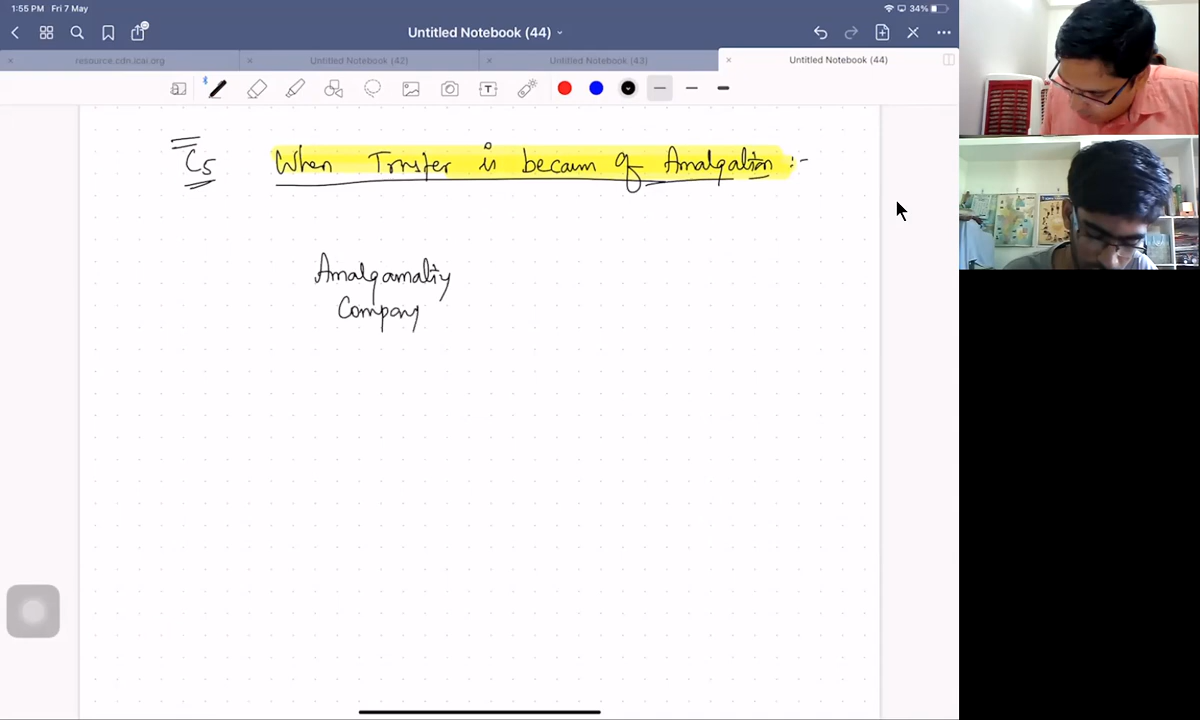 1:55 PM Fri 7 May
34%
Untitled Notebook (44)
resource.cdn.icai.org
Untitled Notebook (42)
Untitled Notebook (43)
Untitled Notebook (44)
C5 When Trnsfer is becaum of Amalgation :-
Amalgamatiy
Company